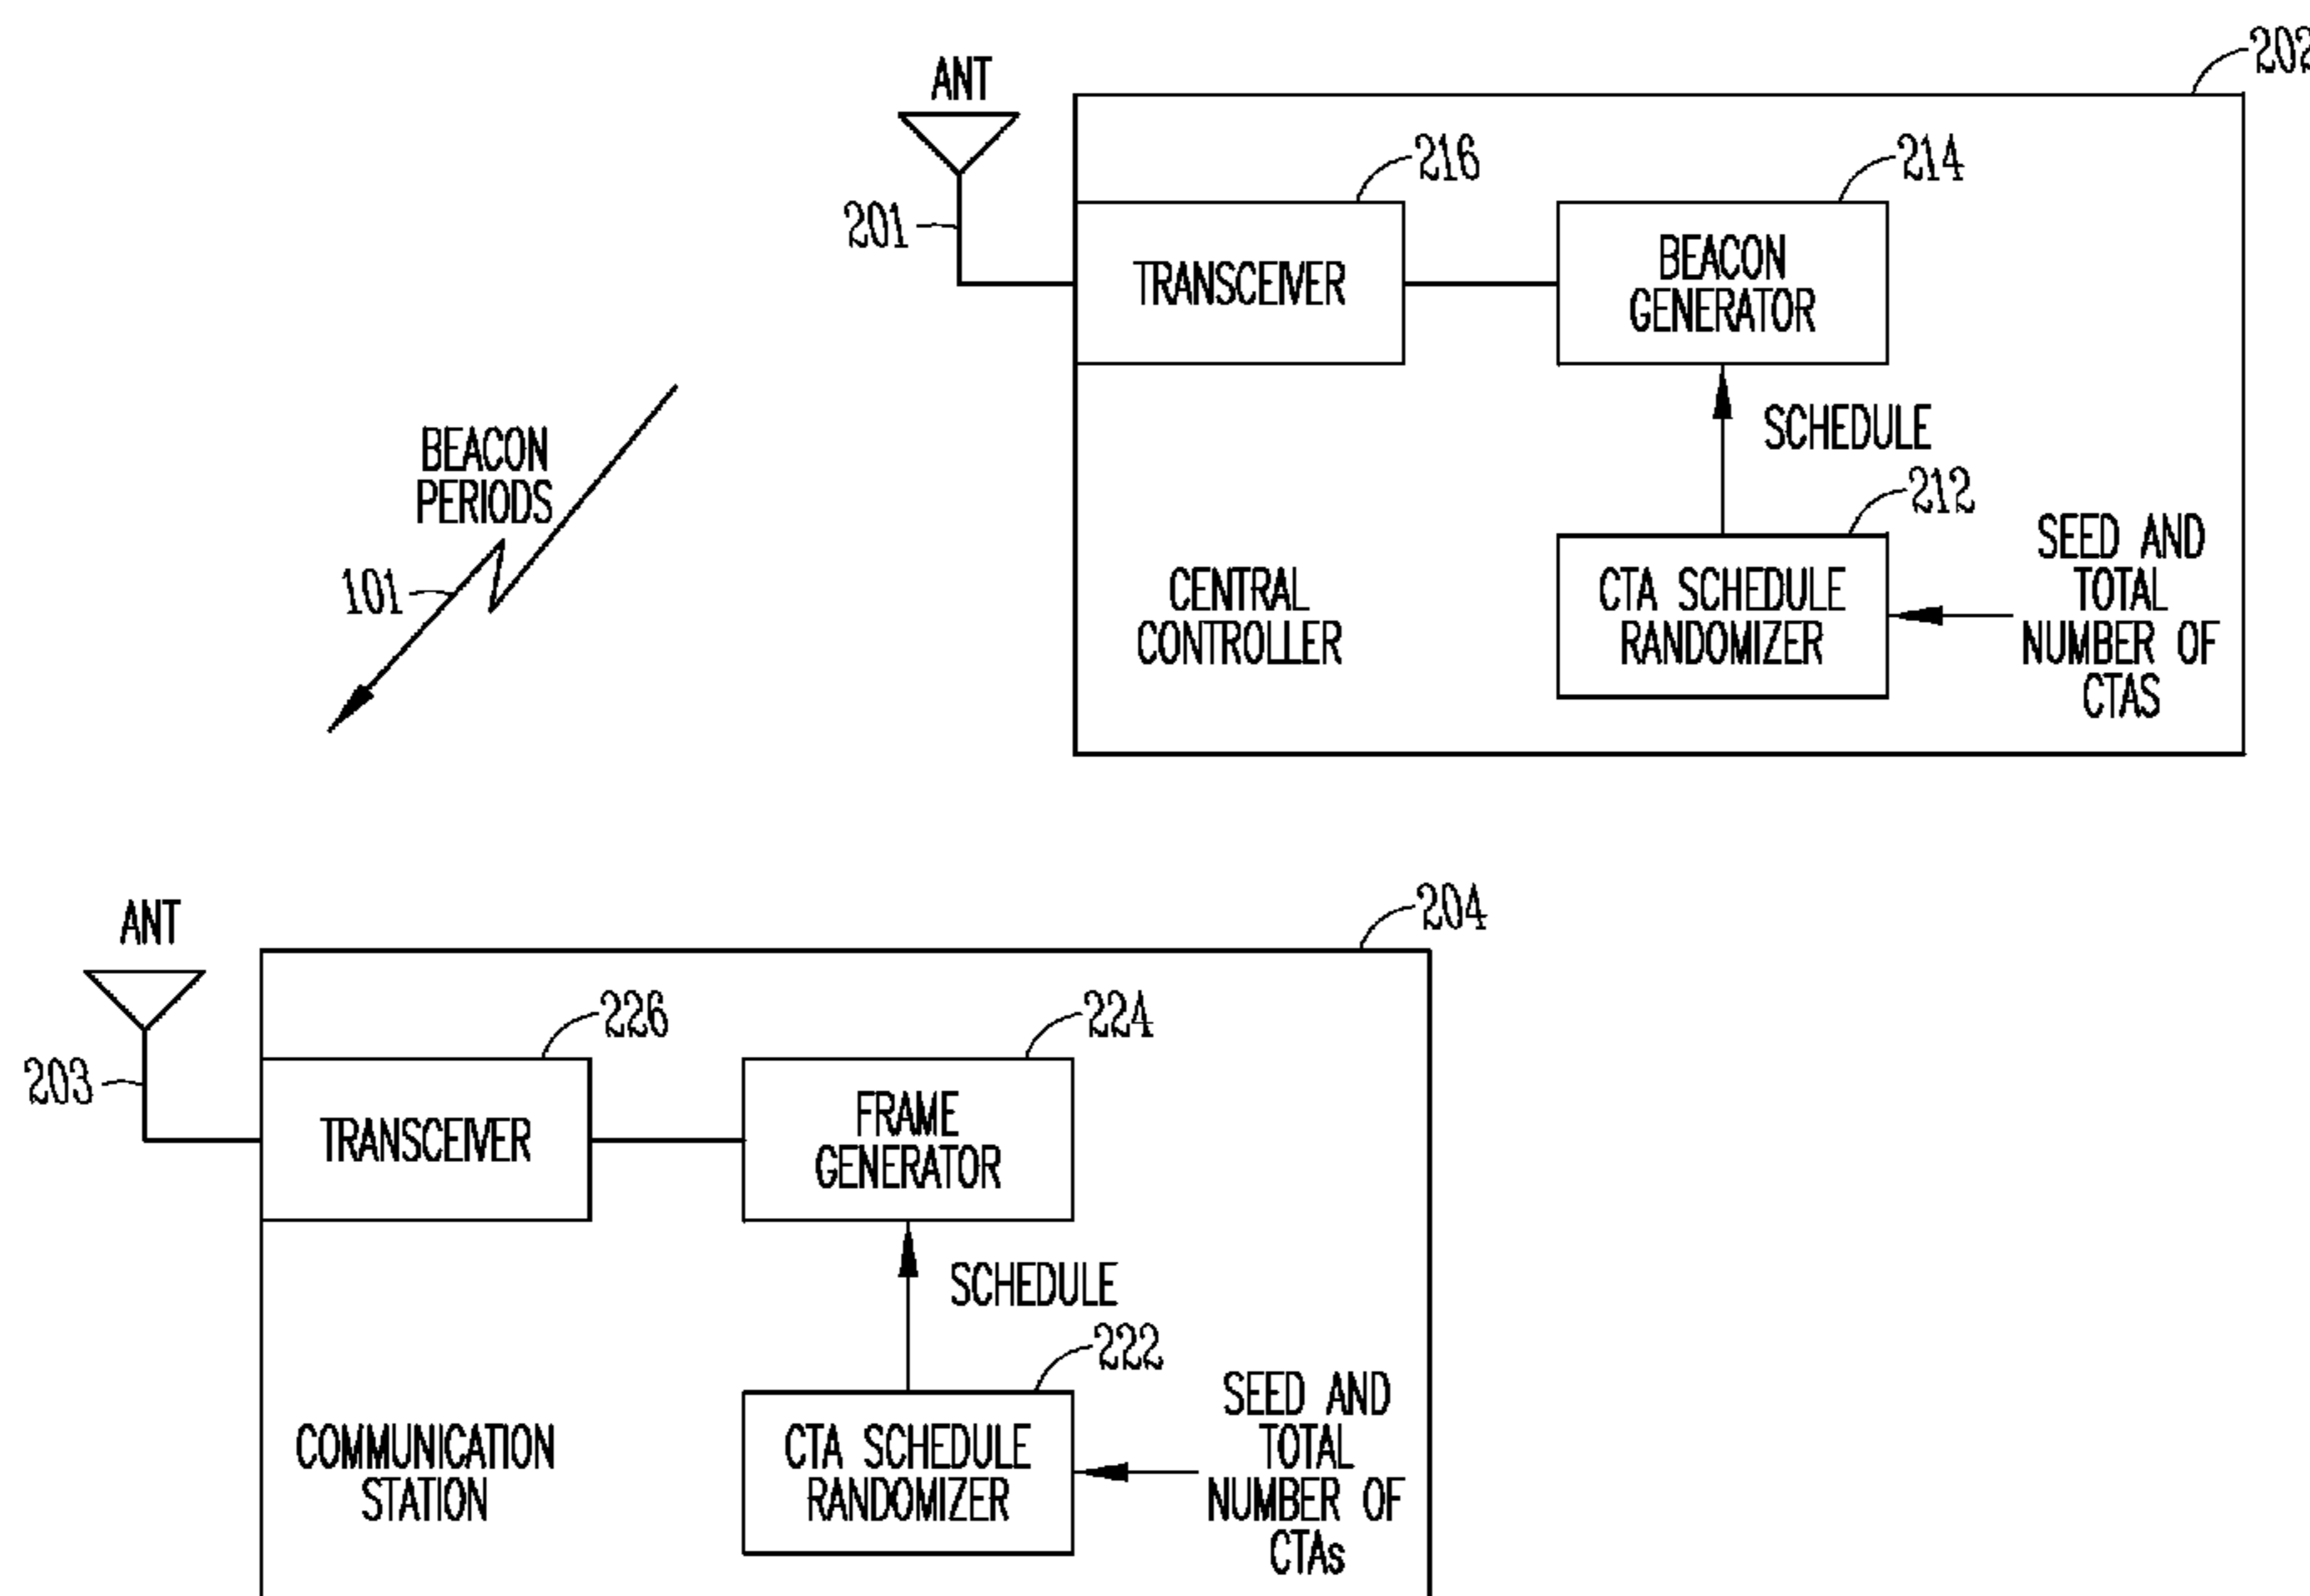 202
ANT
216
214
201
TRANSCEIVER
BEACON
GENERATOR
SCHEDULE
BEACON
PERIODS
212
101
CENTRAL
CONTROLLER
CTA SCHEDULE
RANDOMIZER
SEED AND
TOTAL
NUMBER OF
CTAS
204
ANT
226
224
203
TRANSCEIVER
FRAME
GENERATOR
SCHEDULE
222
COMMUNICATION
STATION
CTA SCHEDULE
RANDOMIZER
SEED AND
TOTAL
NUMBER OF
CTAs